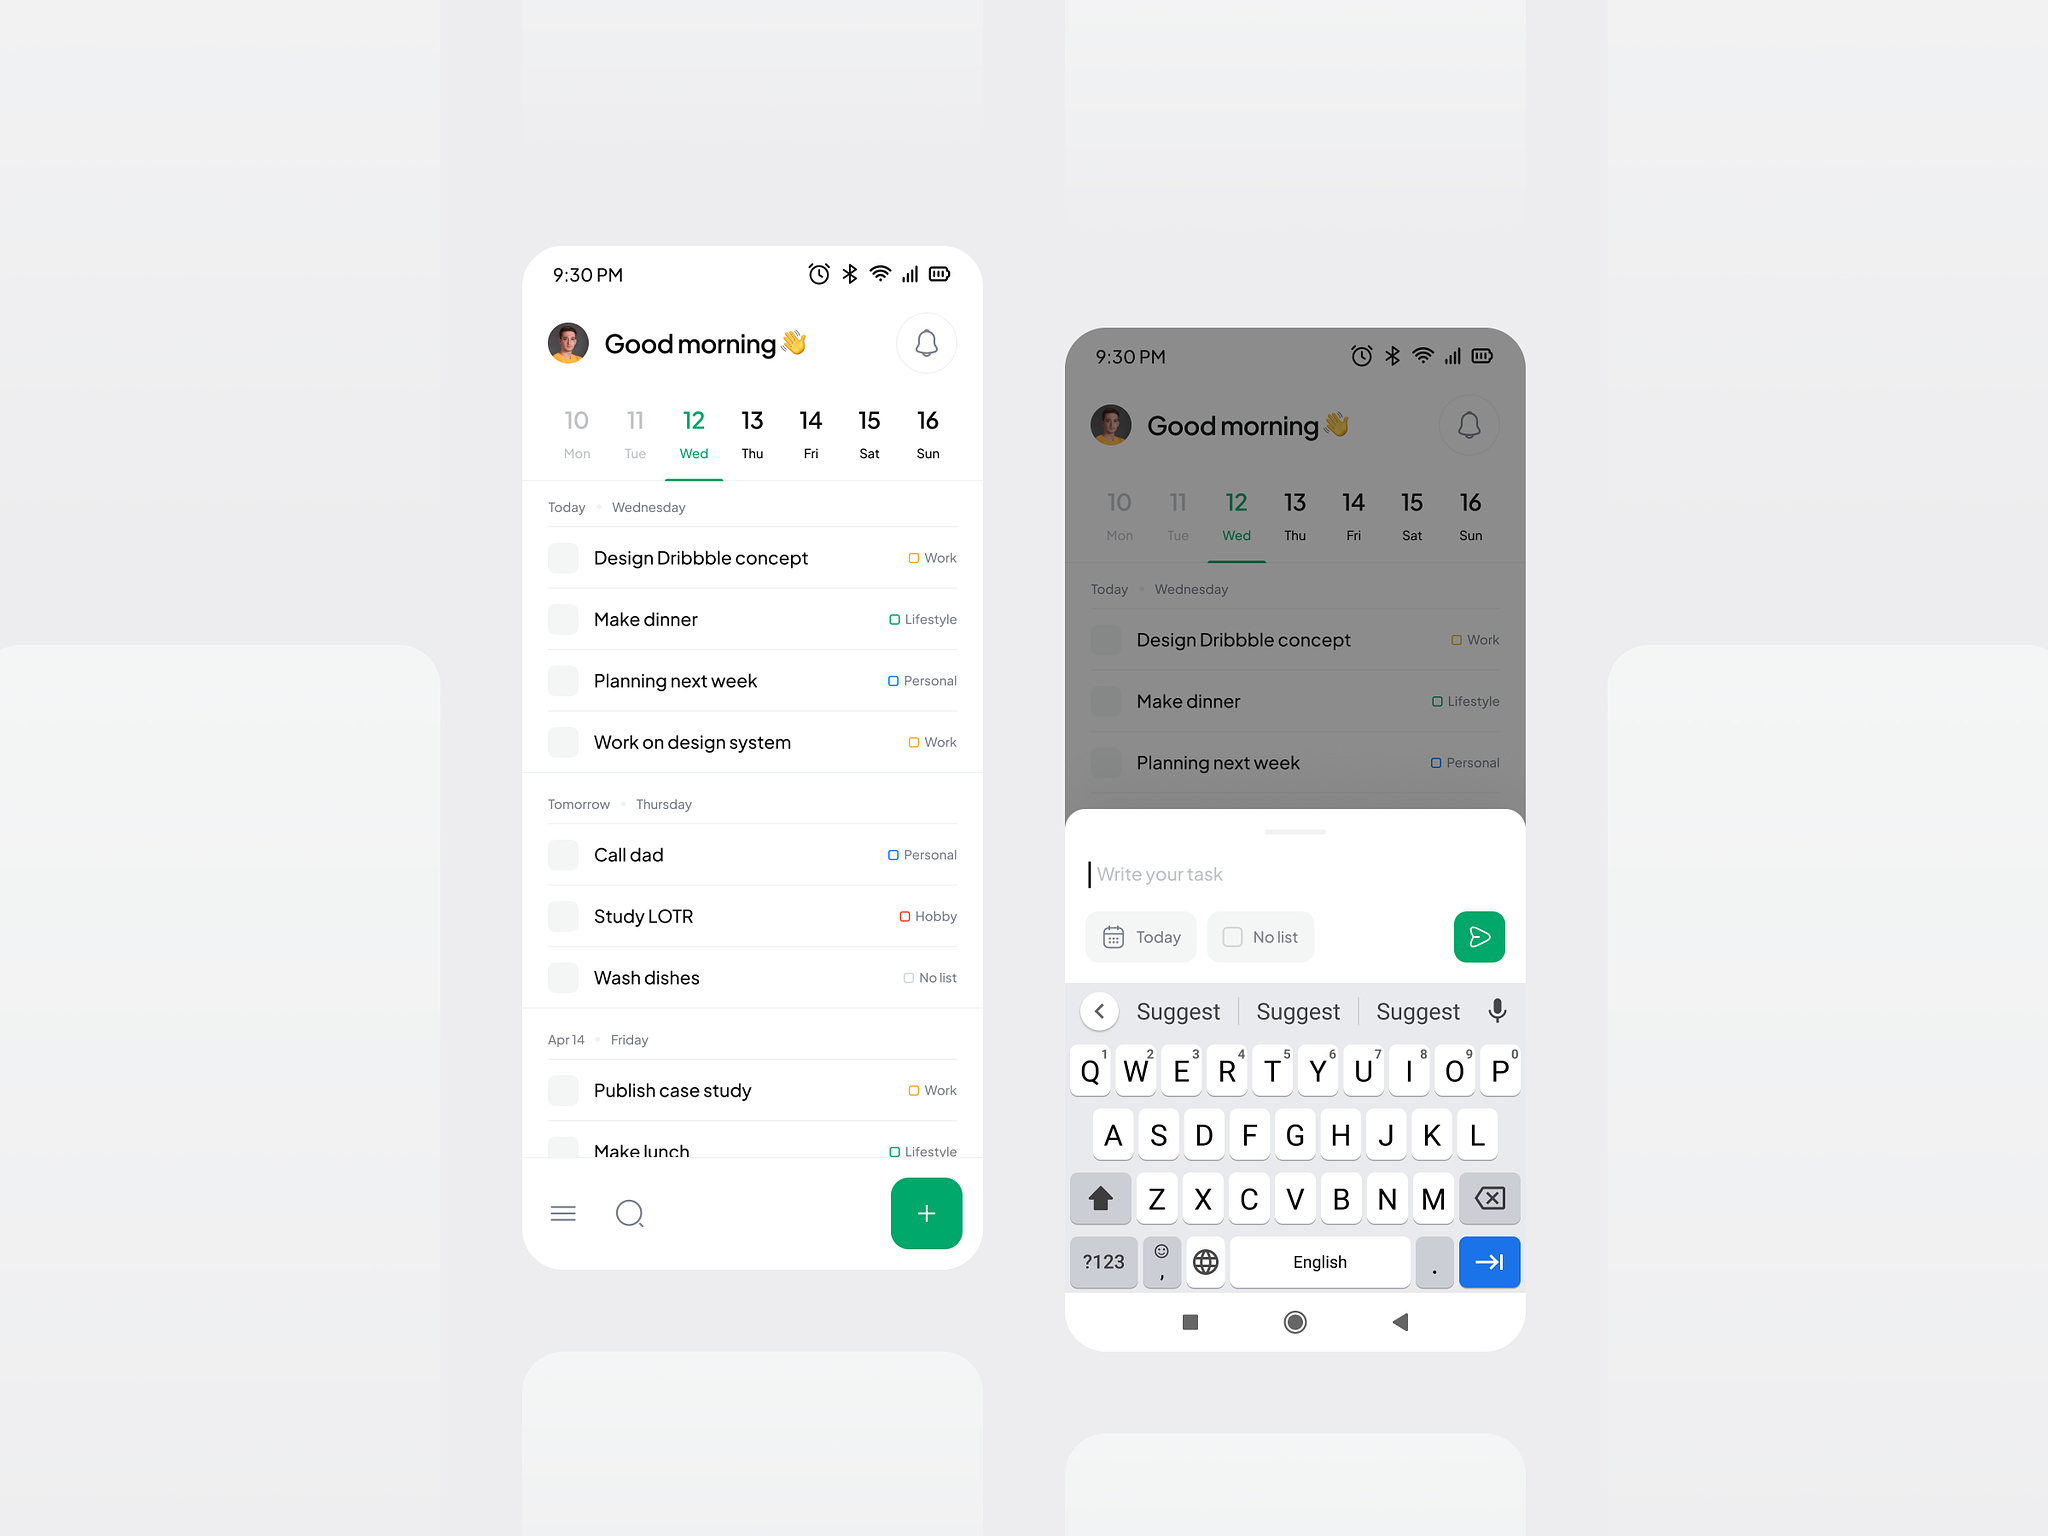 9:30 PM
Good morning 👋
10 11 12 13 14 15 16
Mon Tue Wed Thu Fri Sat Sun
Today • Wednesday
Design Dribbble concept Work
Make dinner Lifestyle
Planning next week Personal
Work on design system Work
Tomorrow • Thursday
Call dad Personal
Study LOTR Hobby
Wash dishes No list
Apr 14 • Friday
Publish case study Work
Make lunch Lifestyle
9:30 PM
Good morning 👋
10 11 12 13 14 15 16
Mon Tue Wed Thu Fri Sat Sun
Today • Wednesday
Design Dribbble concept Work
Make dinner Lifestyle
Planning next week Personal
Write your task
Today No list
Suggest Suggest Suggest
Q 1 W 2 E 3 R 4 T 5 Y 6 U 7 I 8 O 9 P 0
A S D F G H J K L
Z X C V B N M
?123 , English .